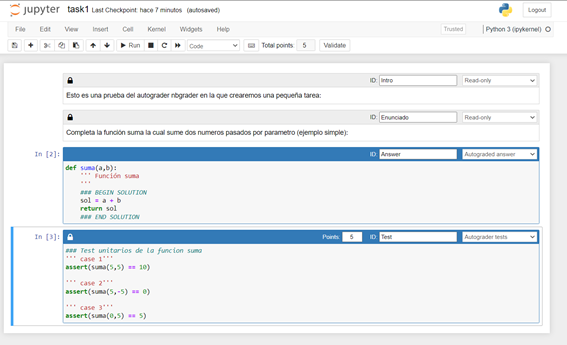 jupyter task1 Last Checkpoint: hace 7 minutos (autosaved)
Logout
File Edit View Insert Cell Kernel Widgets Help
Trusted
Python 3 (ipykernel)
Run
Code
Total points: 5
Validate
ID: Intro
Read-only
Esto es una prueba del autograder nbgrader en la que crearemos una pequeña tarea:
ID: Enunciado
Read-only
Completa la función suma la cual sume dos numeros pasados por parametro (ejemplo simple):
In [2]:
ID: Answer
Autograded answer
def suma(a,b):
''' Función suma
'''
### BEGIN SOLUTION
sol = a + b
return sol
### END SOLUTION
In [3]:
Points: 5
ID: Test
Autograder tests
### Test unitarios de la funcion suma
''' case 1'''
assert(suma(5,5) == 10)
''' case 2'''
assert(suma(5,-5) == 0)
''' case 3'''
assert(suma(0,5) == 5)